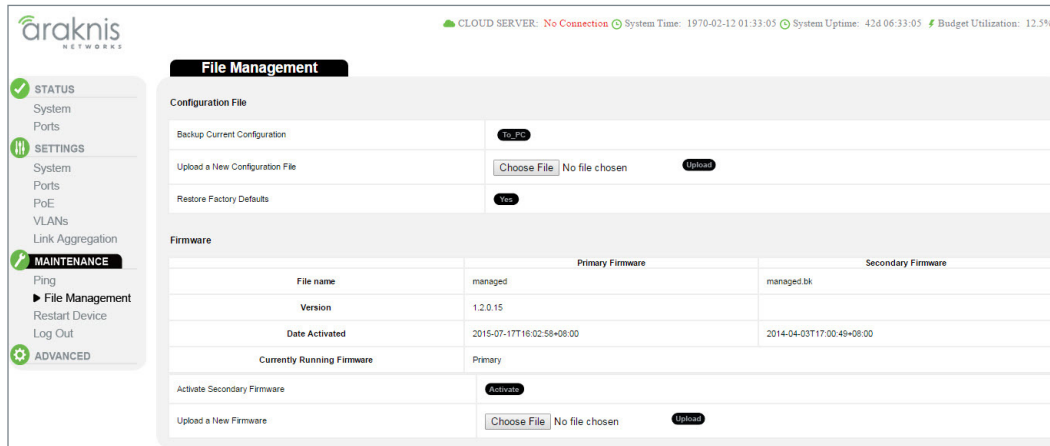 araknis
NETWORKS
CLOUD SERVER: No Connection System Time: 1970-02-12 01:33:05 System Uptime: 42d 06:33:05 Budget Utilization: 12.5%
File Management
STATUS
System
Ports
SETTINGS
System
Ports
PoE
VLANs
Link Aggregation
MAINTENANCE
Ping
File Management
Restart Device
Log Out
ADVANCED
Configuration File
Backup Current Configuration To_PC
Upload a New Configuration File Choose File No file chosen Upload
Restore Factory Defaults Yes
Firmware
Primary Firmware Secondary Firmware
File name managed managed.bk
Version 1.2.0.15
Date Activated 2015-07-17T16:02:58+08:00 2014-04-03T17:00:49+08:00
Currently Running Firmware Primary
Activate Secondary Firmware Activate
Upload a New Firmware Choose File No file chosen Upload